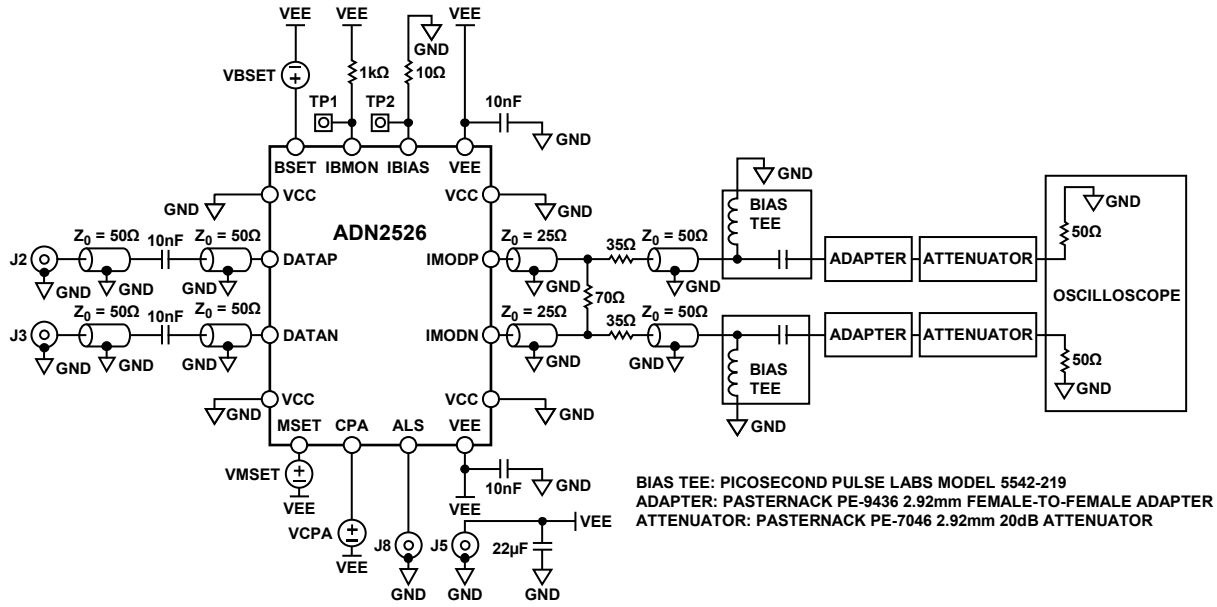 VEE VEE VEE
GND
VEE
VBSET
1kΩ
10Ω
TP1
TP2
10nF
GND
BSET IBMON IBIAS VEE
GND
VCC
VCC
GND
ADN2526
GND
BIAS
TEE
GND
50Ω
J2
Z0 = 50Ω
10nF
Z0 = 50Ω
DATAP
IMODP
Z0 = 25Ω
35Ω
Z0 = 50Ω
ADAPTER
ATTENUATOR
GND
GND
GND
GND
GND
70Ω
OSCILLOSCOPE
J3
Z0 = 50Ω
10nF
Z0 = 50Ω
DATAN
IMODN
Z0 = 25Ω
35Ω
Z0 = 50Ω
ADAPTER
ATTENUATOR
GND
GND
GND
GND
GND
BIAS
TEE
GND
50Ω
GND
GND
VCC
VCC
GND
MSET CPA ALS VEE
VMSET
VEE
10nF
GND
VEE
VCPA
VEE
J8
GND
J5
GND
22µF
VEE
GND
BIAS TEE: PICOSECOND PULSE LABS MODEL 5542-219
ADAPTER: PASTERNACK PE-9436 2.92mm FEMALE-TO-FEMALE ADAPTER
ATTENUATOR: PASTERNACK PE-7046 2.92mm 20dB ATTENUATOR